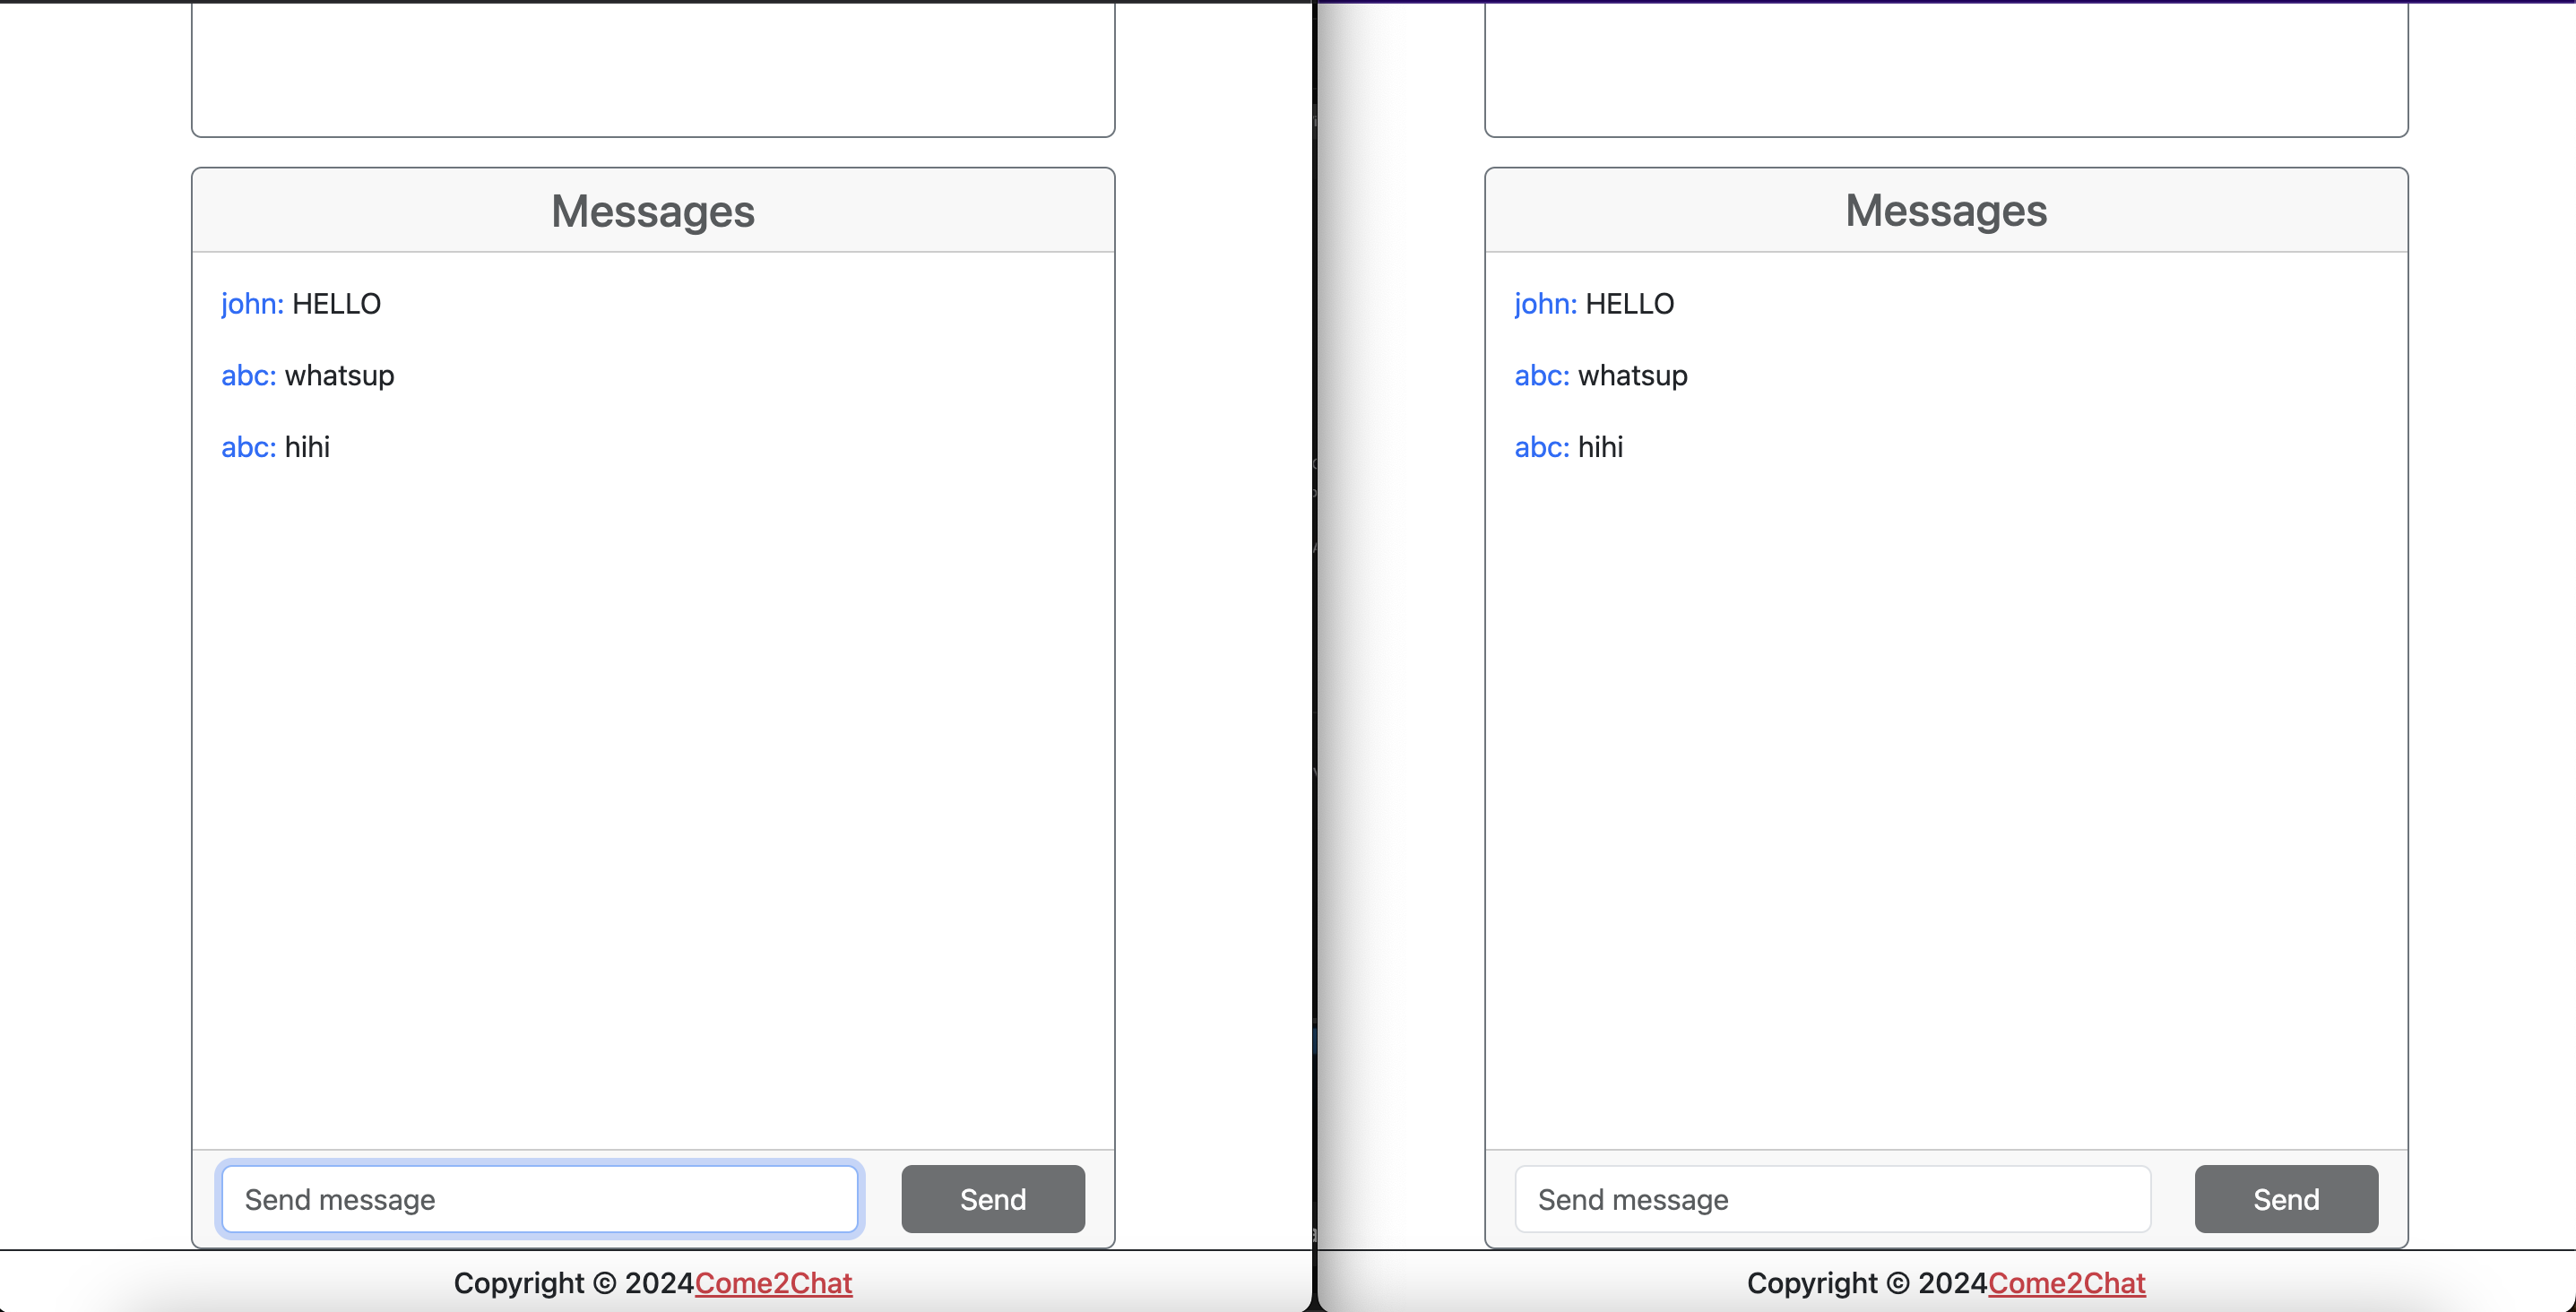 Messages
john: HELLO
abc: whatsup
abc: hihi
Send message
Send
Copyright © 2024Come2Chat
Messages
john: HELLO
abc: whatsup
abc: hihi
Send message
Send
Copyright © 2024Come2Chat